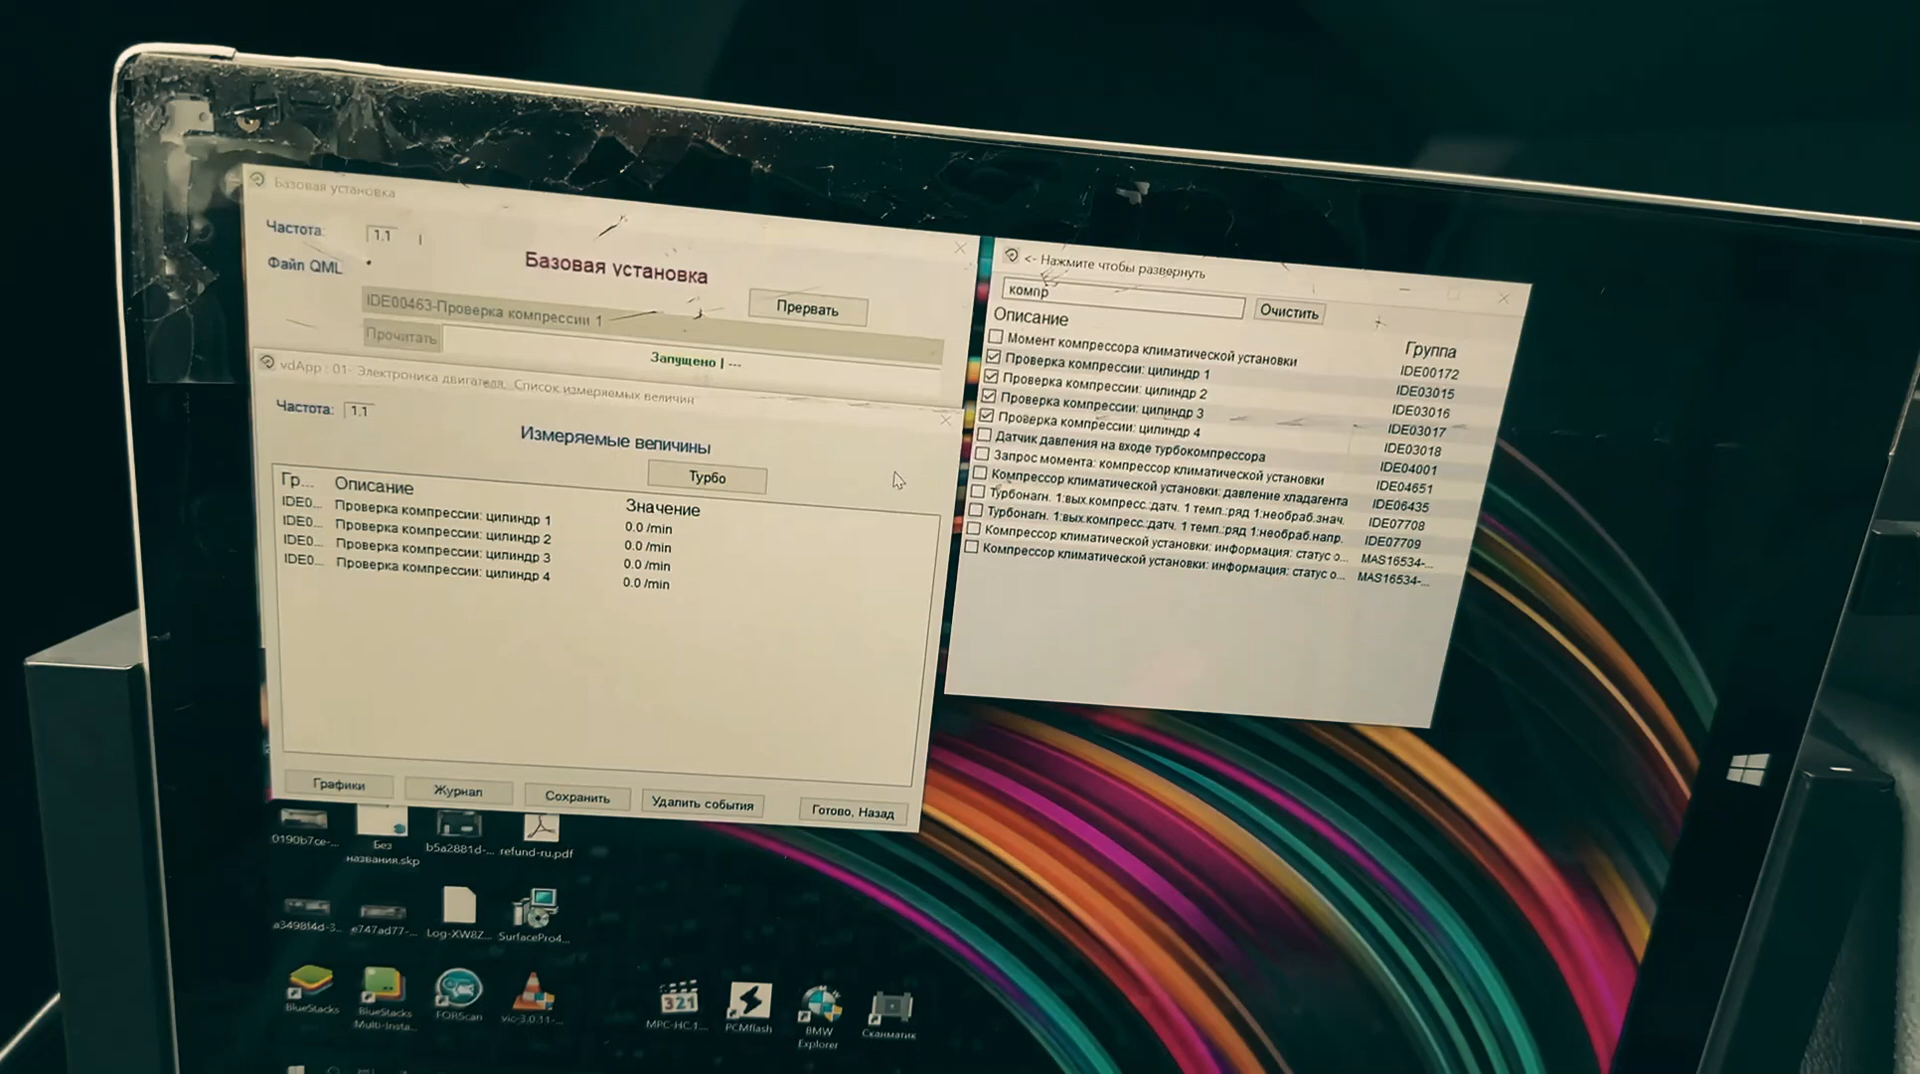 Базовая установка
Частота: 1.1
Файл QML *
Базовая установка
Прервать
IDE00463-Проверка компрессии 1
Прочитать
Запущено | ---
vdApp : 01- Электроника двигателя, Список измеряемых величин
Частота: 1.1
Измеряемые величины
Турбо
Гр... Описание Значение
IDE0... Проверка компрессии: цилиндр 1 0.0 /min
IDE0... Проверка компрессии: цилиндр 2 0.0 /min
IDE0... Проверка компрессии: цилиндр 3 0.0 /min
IDE0... Проверка компрессии: цилиндр 4 0.0 /min
Графики Журнал Сохранить Удалить события Готово, Назад
<- Нажмите чтобы развернуть
компр Очистить
Описание Группа
Момент компрессора климатической установки IDE00172
Проверка компрессии: цилиндр 1 IDE03015
Проверка компрессии: цилиндр 2 IDE03016
Проверка компрессии: цилиндр 3 IDE03017
Проверка компрессии: цилиндр 4 IDE03018
Датчик давления на входе турбокомпрессора IDE04001
Запрос момента: компрессор климатической установки IDE04651
Компрессор климатической установки: давление хладагента IDE06435
Турбонагн. 1:вых.компресс.:датч. 1 темп.:ряд 1:необраб.знач. IDE07708
Турбонагн. 1:вых.компресс.:датч. 1 темп.:ряд 1:необраб.напр. IDE07709
Компрессор климатической установки: информация: статус о... MAS16534-...
Компрессор климатической установки: информация: статус о... MAS16534-...
0190b7ce-... Без названия.skp b5a2881d-... refund-ru.pdf
a3498f4d-3... e747ad77-... Log-XW8Z... SurfacePro4...
BlueStacks BlueStacks Multi-Insta... FORScan vlc-3.0.11-... MPC-HC.1... PCMflash BMW Explorer Сканматик
321